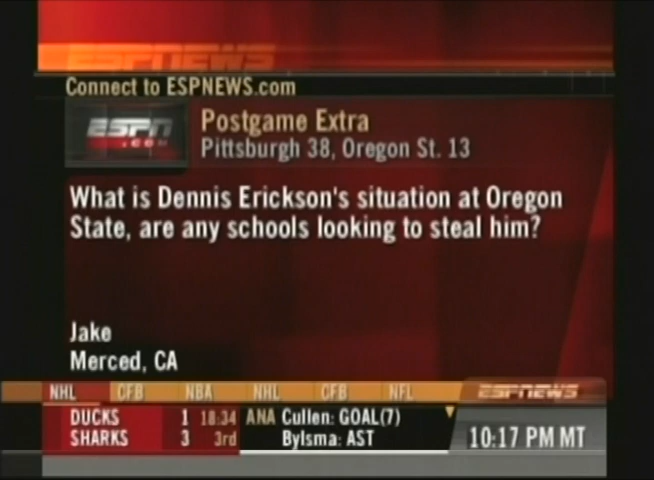 ESPNEWS
Connect to ESPNEWS.com
ESPN
.COM
Postgame Extra
Pittsburgh 38, Oregon St. 13
What is Dennis Erickson's situation at Oregon
State, are any schools looking to steal him?
Jake
Merced, CA
NHL CFB NBA NHL CFB NFL ESPNEWS
DUCKS 1 18:34 ANA Cullen: GOAL(7)
SHARKS 3 3rd Bylsma: AST
10:17 PM MT